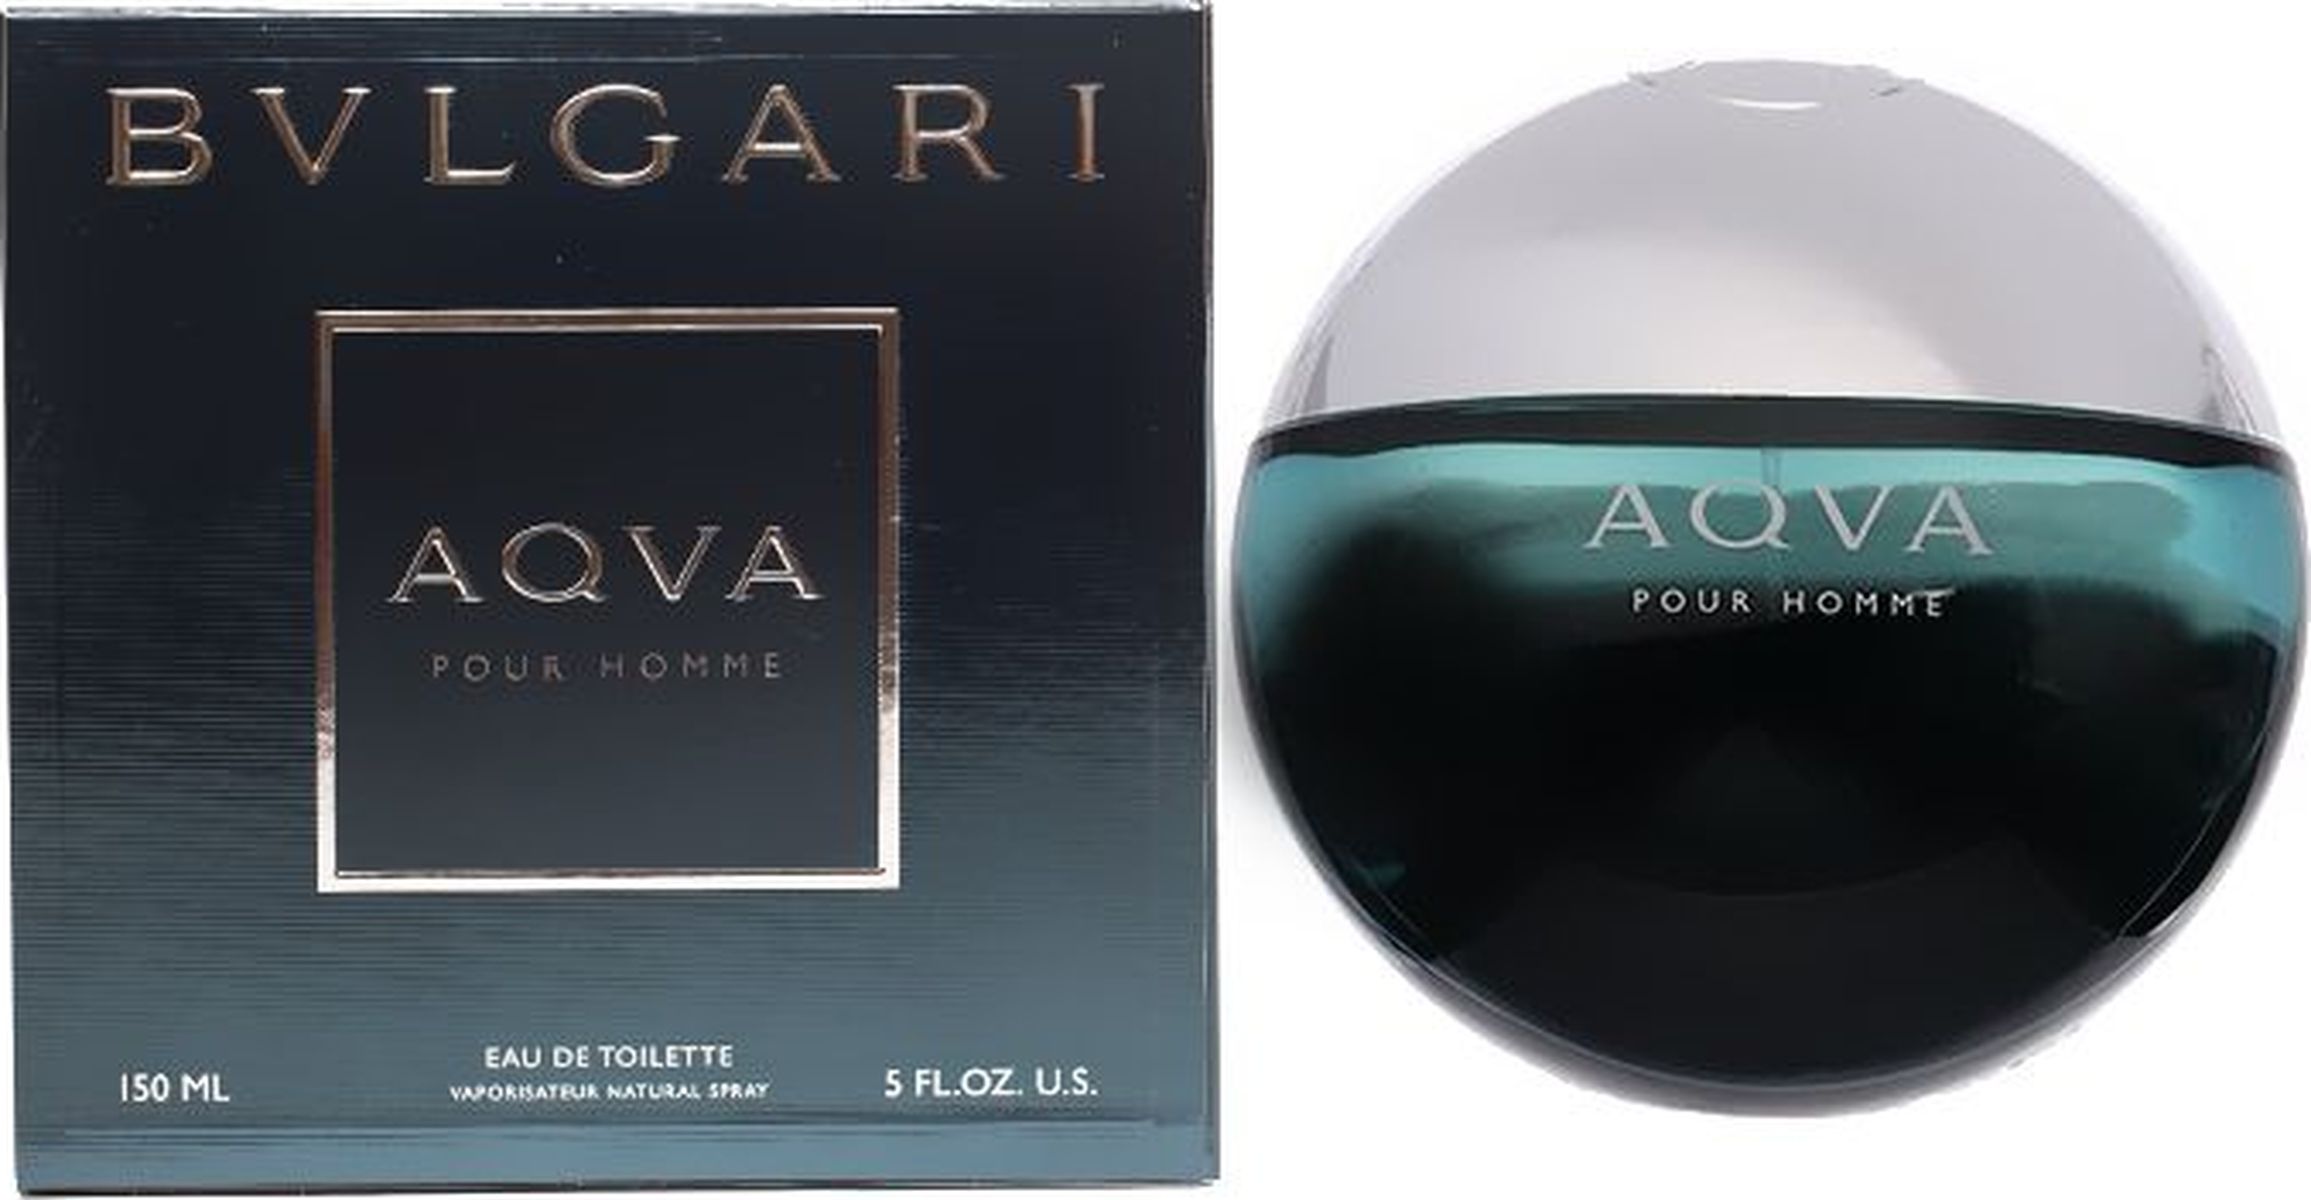 BVLGARI
AQVA
POUR HOMME
150 ML
EAU DE TOILETTE
VAPORISATEUR NATURAL SPRAY
5 FL.OZ. U.S.
AQVA
POUR HOMME